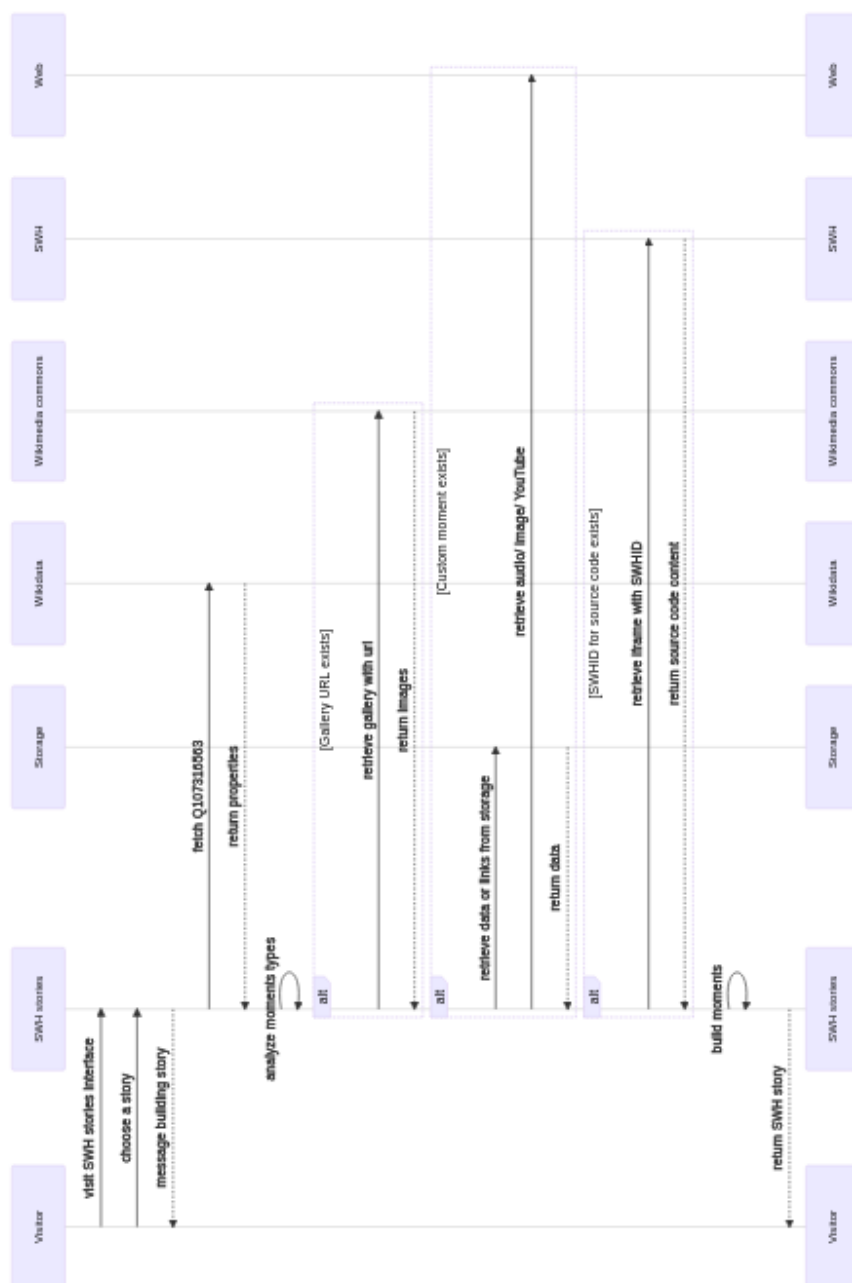 Visitor
SWH stories
Storage
Wikidata
Wikimedia commons
SWH
Web
visit SWH stories interface
choose a story
message building story
fetch Q107316563
return properties
analyze moments types
alt
[Gallery URL exists]
retrieve gallery with url
return images
alt
[Custom moment exists]
retrieve data or links from storage
retrieve audio/ image/ YouTube
return data
alt
[SWHID for source code exists]
retrieve iframe with SWHID
return source code content
build moments
return SWH story
Visitor
SWH stories
Storage
Wikidata
Wikimedia commons
SWH
Web